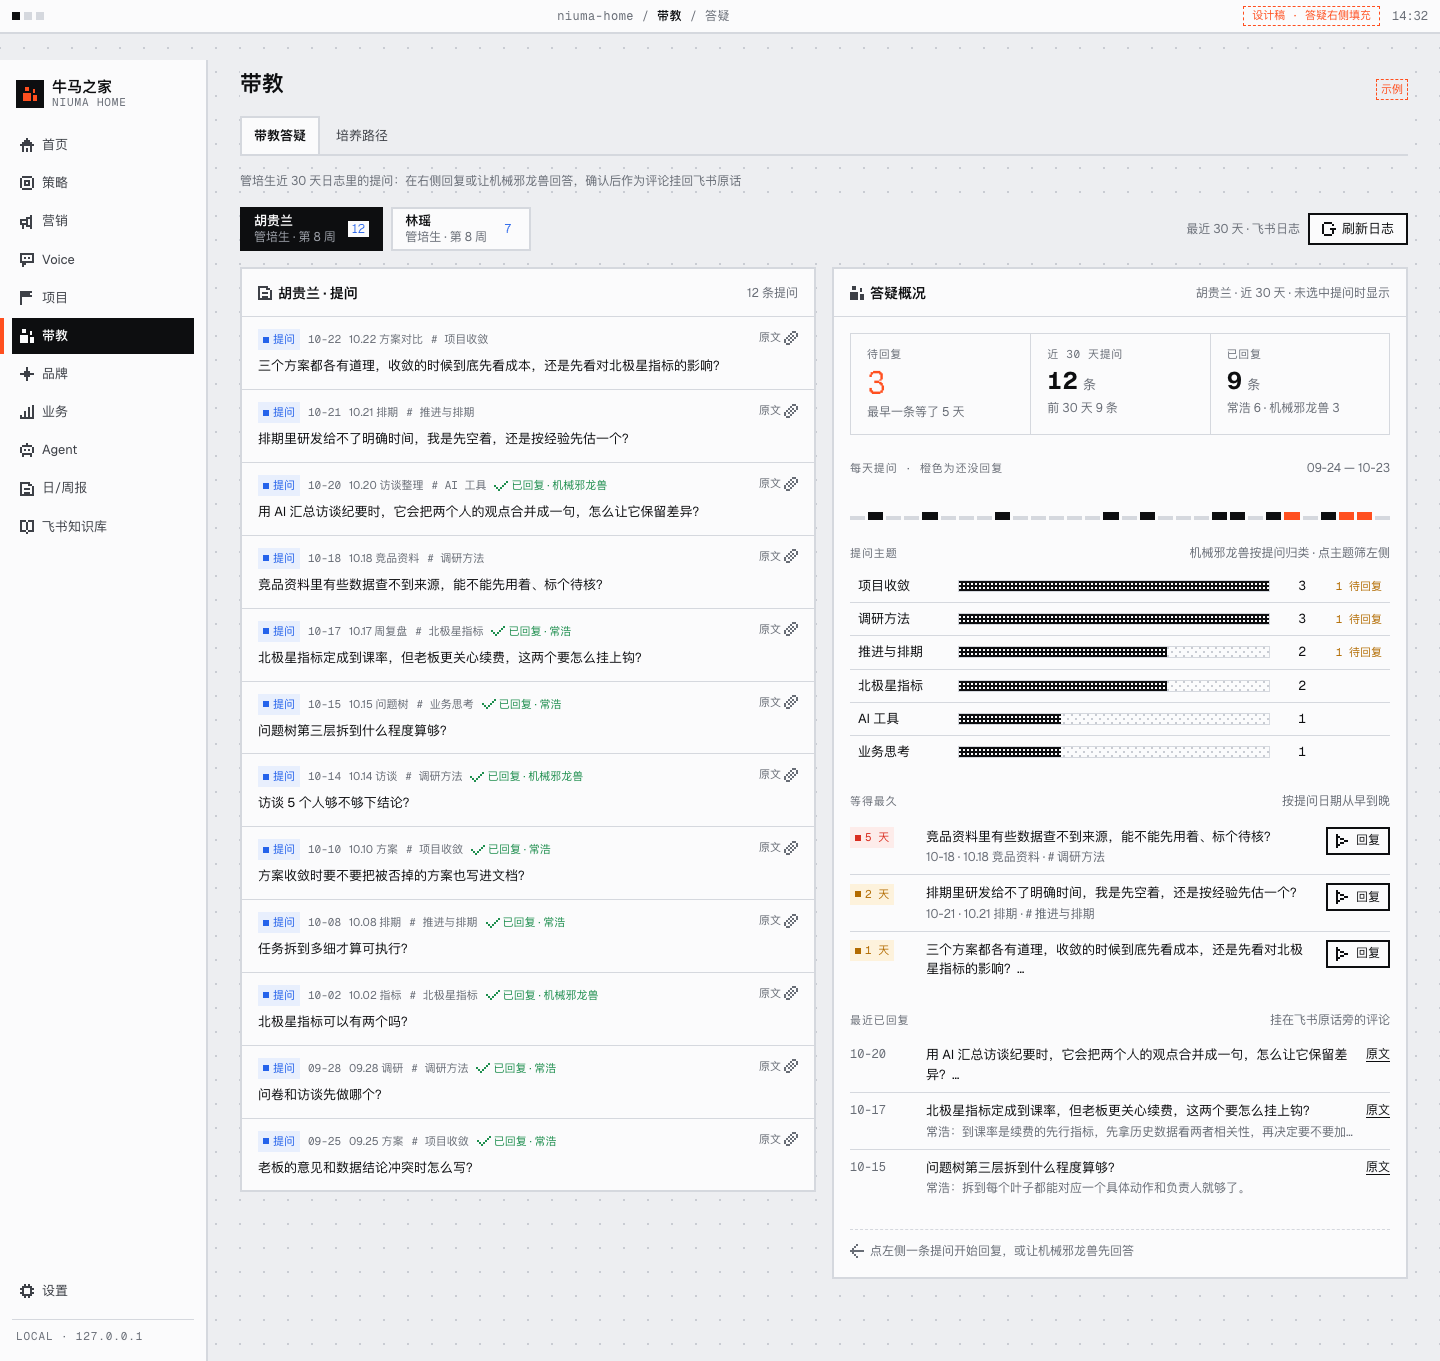 niuma-home / 带教 / 答疑
设计稿 · 答疑右侧填充
14:32
牛马之家
NIUMA HOME
首页
策略
营销
Voice
项目
带教
品牌
业务
Agent
日/周报
飞书知识库
设置
LOCAL · 127.0.0.1
带教
示例
带教答疑
培养路径
管培生近 30 天日志里的提问：在右侧回复或让机械邪龙兽回答，确认后作为评论挂回飞书原话
胡贵兰
管培生 · 第 8 周
12
林瑶
管培生 · 第 8 周
7
最近 30 天 · 飞书日志
刷新日志
胡贵兰 · 提问
12 条提问
提问 10-22 10.22 方案对比 # 项目收敛
原文
三个方案都各有道理，收敛的时候到底先看成本，还是先看对北极星指标的影响？
提问 10-21 10.21 排期 # 推进与排期
原文
排期里研发给不了明确时间，我是先空着，还是按经验先估一个？
提问 10-20 10.20 访谈整理 # AI 工具 已回复 · 机械邪龙兽
原文
用 AI 汇总访谈纪要时，它会把两个人的观点合并成一句，怎么让它保留差异？
提问 10-18 10.18 竞品资料 # 调研方法
原文
竞品资料里有些数据查不到来源，能不能先用着、标个待核？
提问 10-17 10.17 周复盘 # 北极星指标 已回复 · 常浩
原文
北极星指标定成到课率，但老板更关心续费，这两个要怎么挂上钩？
提问 10-15 10.15 问题树 # 业务思考 已回复 · 常浩
原文
问题树第三层拆到什么程度算够？
提问 10-14 10.14 访谈 # 调研方法 已回复 · 机械邪龙兽
原文
访谈 5 个人够不够下结论？
提问 10-10 10.10 方案 # 项目收敛 已回复 · 常浩
原文
方案收敛时要不要把被否掉的方案也写进文档？
提问 10-08 10.08 排期 # 推进与排期 已回复 · 常浩
原文
任务拆到多细才算可执行？
提问 10-02 10.02 指标 # 北极星指标 已回复 · 机械邪龙兽
原文
北极星指标可以有两个吗？
提问 09-28 09.28 调研 # 调研方法 已回复 · 常浩
原文
问卷和访谈先做哪个？
提问 09-25 09.25 方案 # 项目收敛 已回复 · 常浩
原文
老板的意见和数据结论冲突时怎么写？
答疑概况
胡贵兰 · 近 30 天 · 未选中提问时显示
待回复
3
最早一条等了 5 天
近 30 天提问
12 条
前 30 天 9 条
已回复
9 条
常浩 6 · 机械邪龙兽 3
每天提问 · 橙色为还没回复
09-24 — 10-23
提问主题
机械邪龙兽按提问归类 · 点主题筛左侧
项目收敛 3 1 待回复
调研方法 3 1 待回复
推进与排期 2 1 待回复
北极星指标 2
AI 工具 1
业务思考 1
等得最久
按提问日期从早到晚
5 天
竞品资料里有些数据查不到来源，能不能先用着、标个待核？
10-18 · 10.18 竞品资料 · # 调研方法
回复
2 天
排期里研发给不了明确时间，我是先空着，还是按经验先估一个？
10-21 · 10.21 排期 · # 推进与排期
回复
1 天
三个方案都各有道理，收敛的时候到底先看成本，还是先看对北极
星指标的影响？…
回复
最近已回复
挂在飞书原话旁的评论
10-20
用 AI 汇总访谈纪要时，它会把两个人的观点合并成一句，怎么让它保留差
异？…
原文
10-17
北极星指标定成到课率，但老板更关心续费，这两个要怎么挂上钩？
常浩：到课率是续费的先行指标，先拿历史数据看两者相关性，再决定要不要加…
原文
10-15
问题树第三层拆到什么程度算够？
常浩：拆到每个叶子都能对应一个具体动作和负责人就够了。
原文
点左侧一条提问开始回复，或让机械邪龙兽先回答